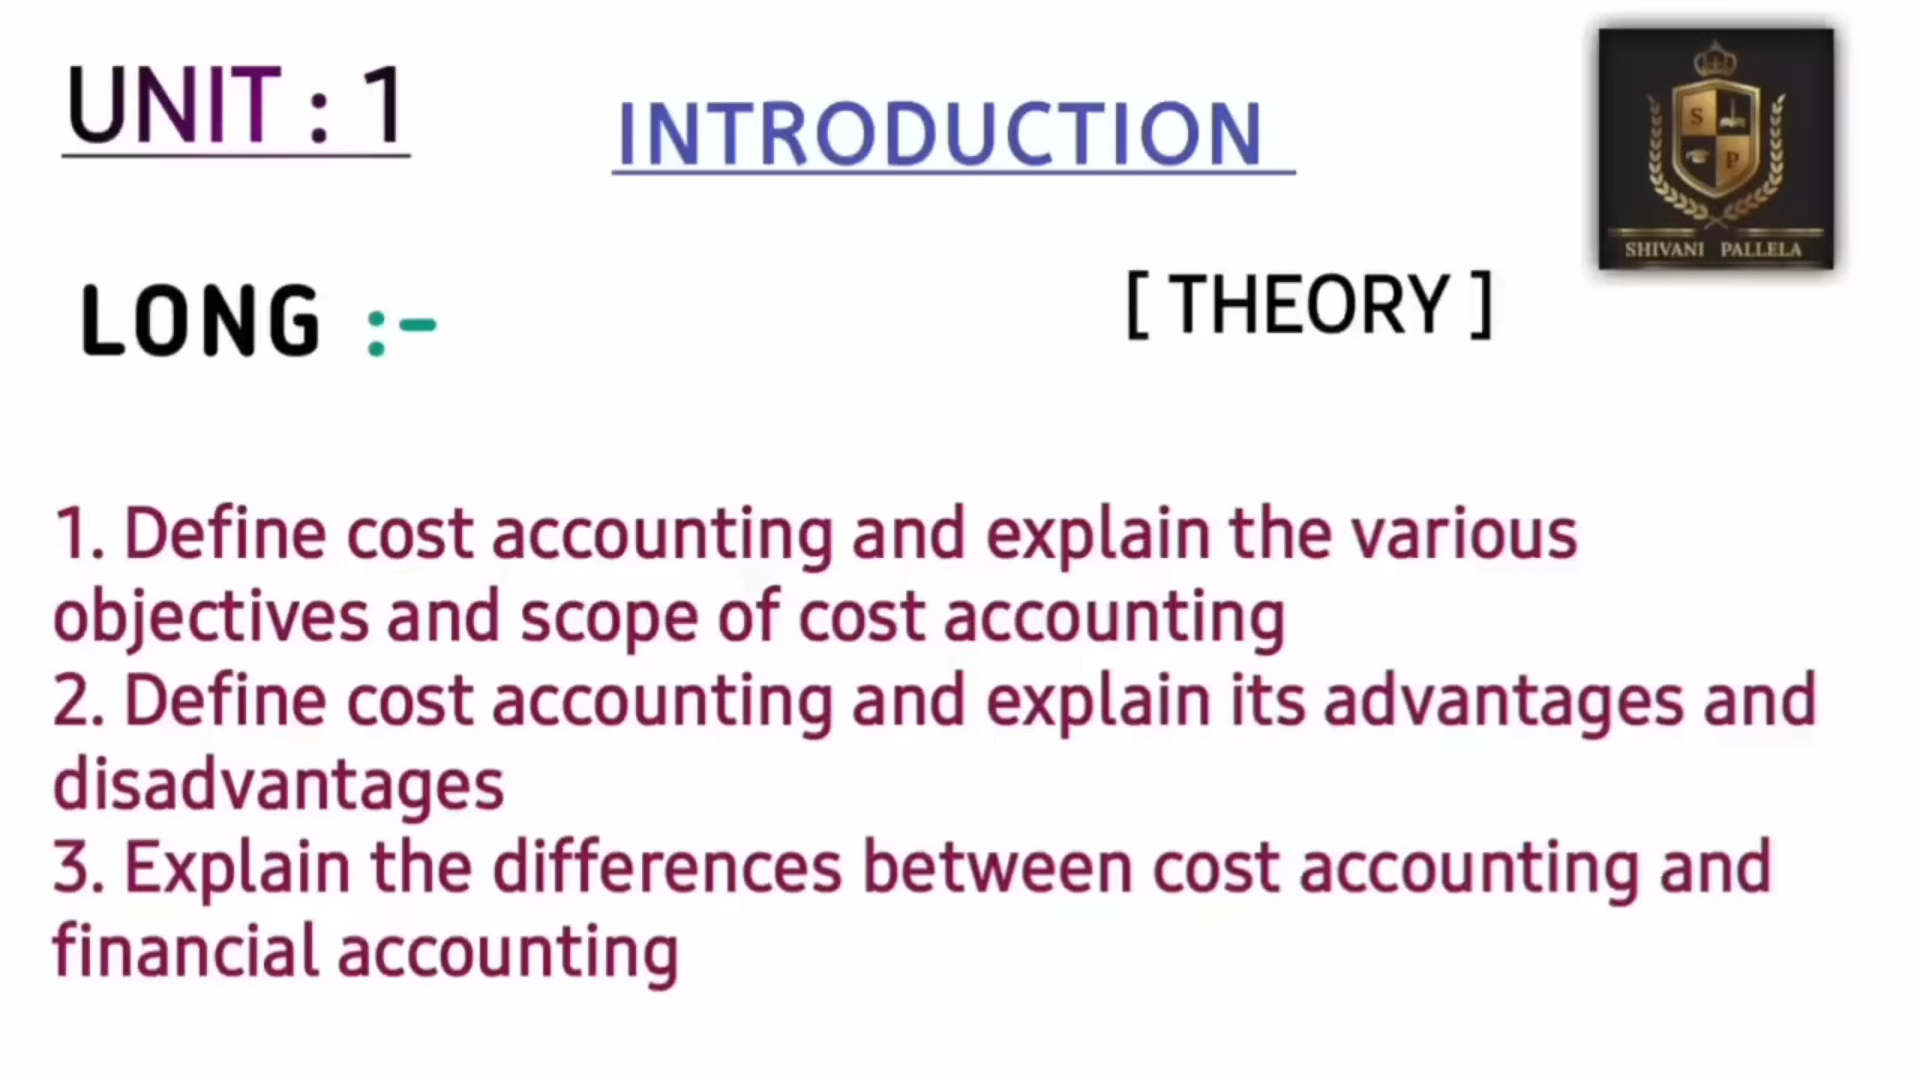 UNIT : 1
INTRODUCTION
S
P
SHIVANI PALLELA
LONG :-
[ THEORY ]
1. Define cost accounting and explain the various
objectives and scope of cost accounting
2. Define cost accounting and explain its advantages and
disadvantages
3. Explain the differences between cost accounting and
financial accounting